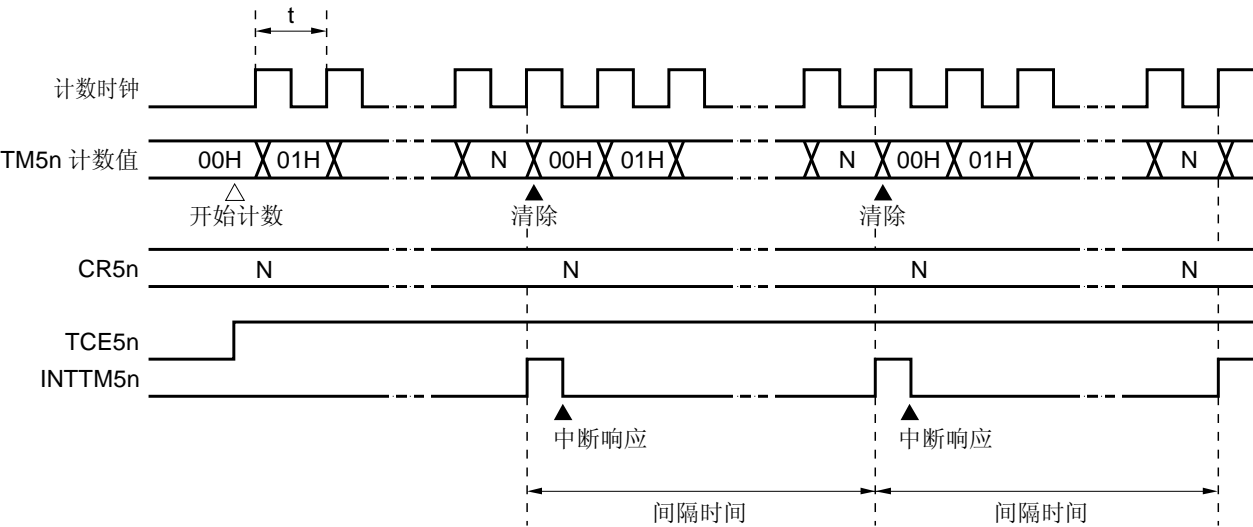 t
计数时钟
TM5n 计数值 00H 01H N 00H 01H N 00H 01H N
开始计数 清除 清除
CR5n N N N N
TCE5n
INTTM5n
中断响应 中断响应
间隔时间 间隔时间